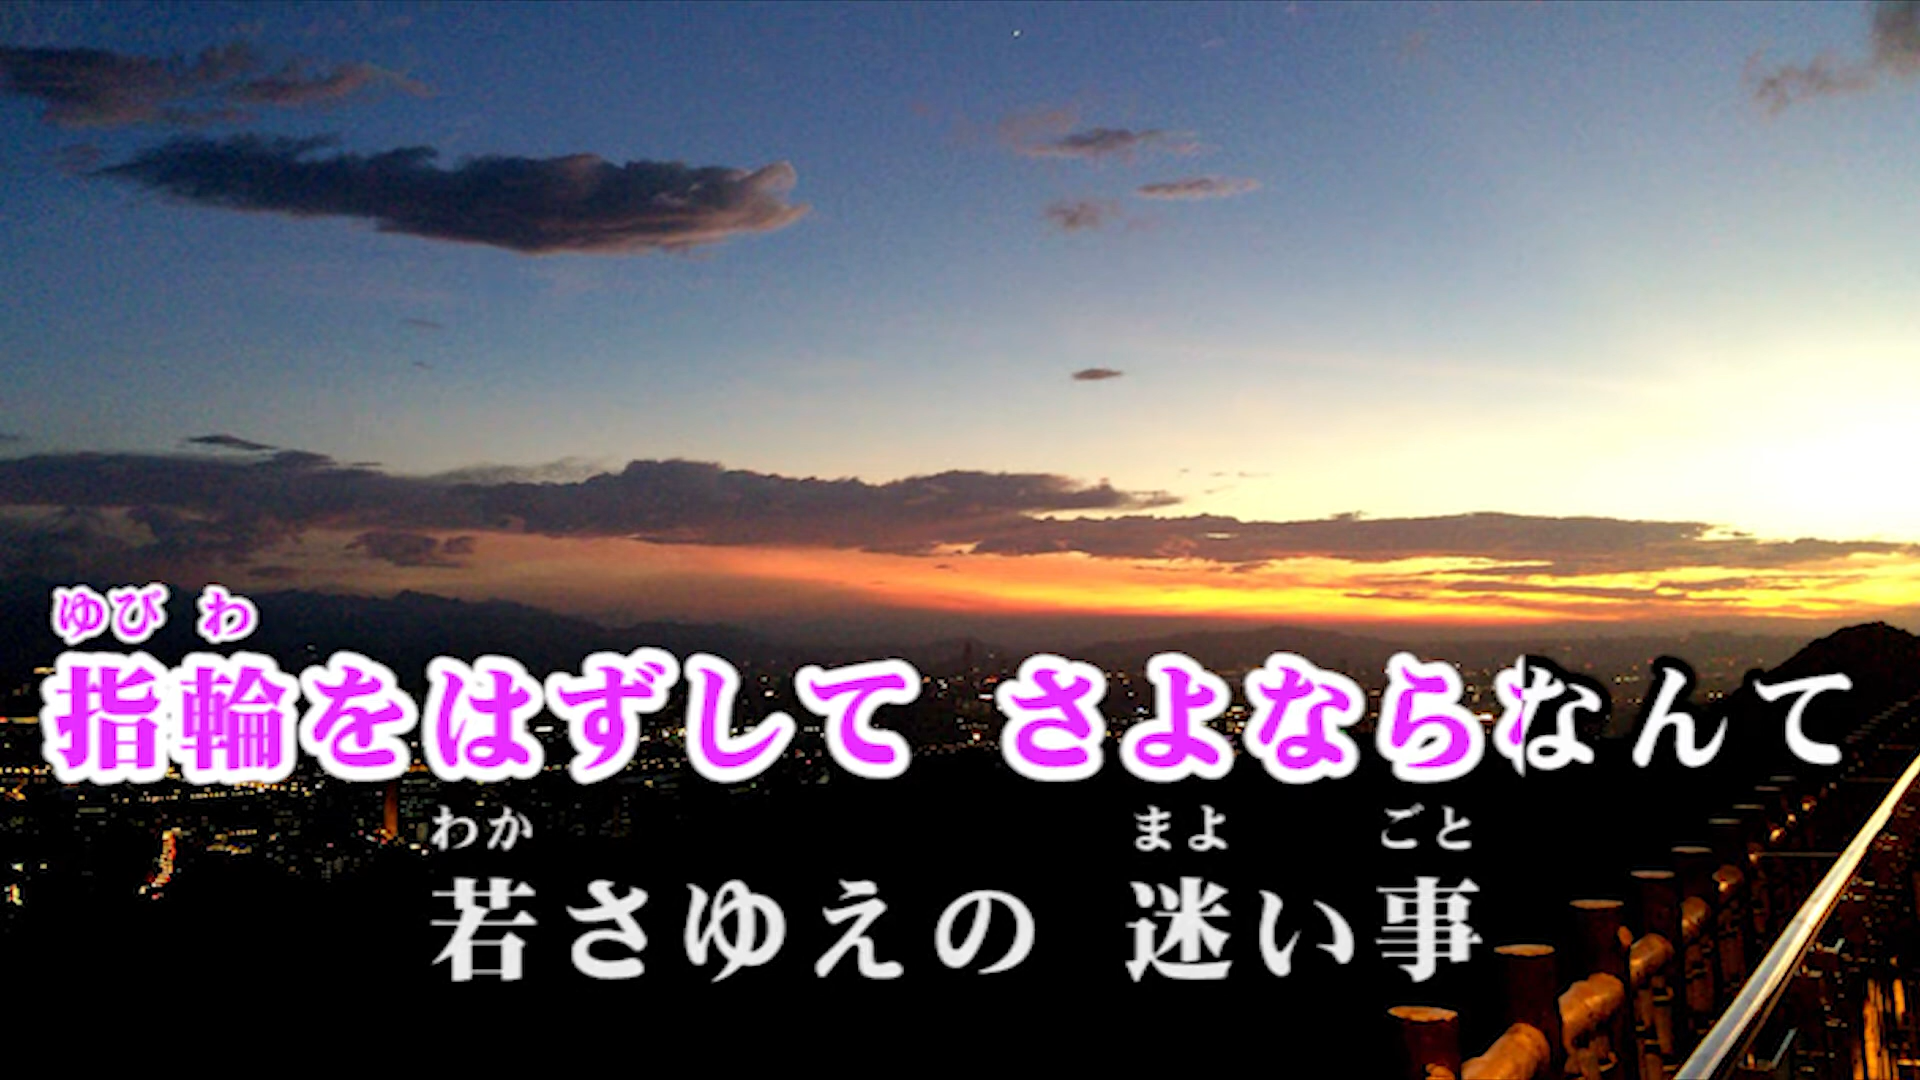 ゆびわ
指輪をはずして さよならなんて
わか まよ ごと
若さゆえの 迷い事